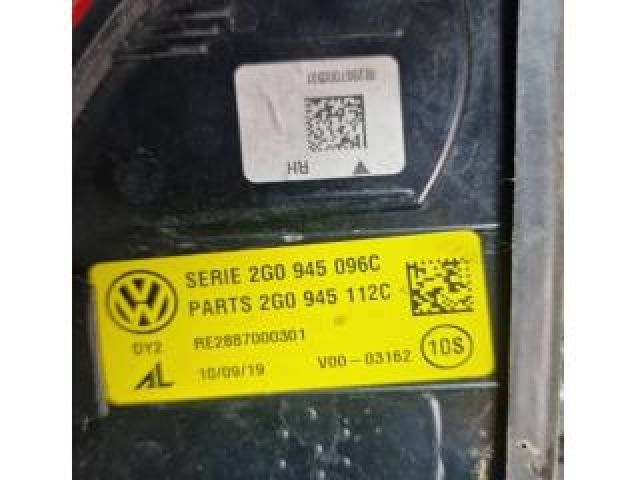 RH
SERIE 2G0 945 096C
PARTS 2G0 945 112C
DY2
RE2887000301
AL
10/09/19
V00-03162
10S